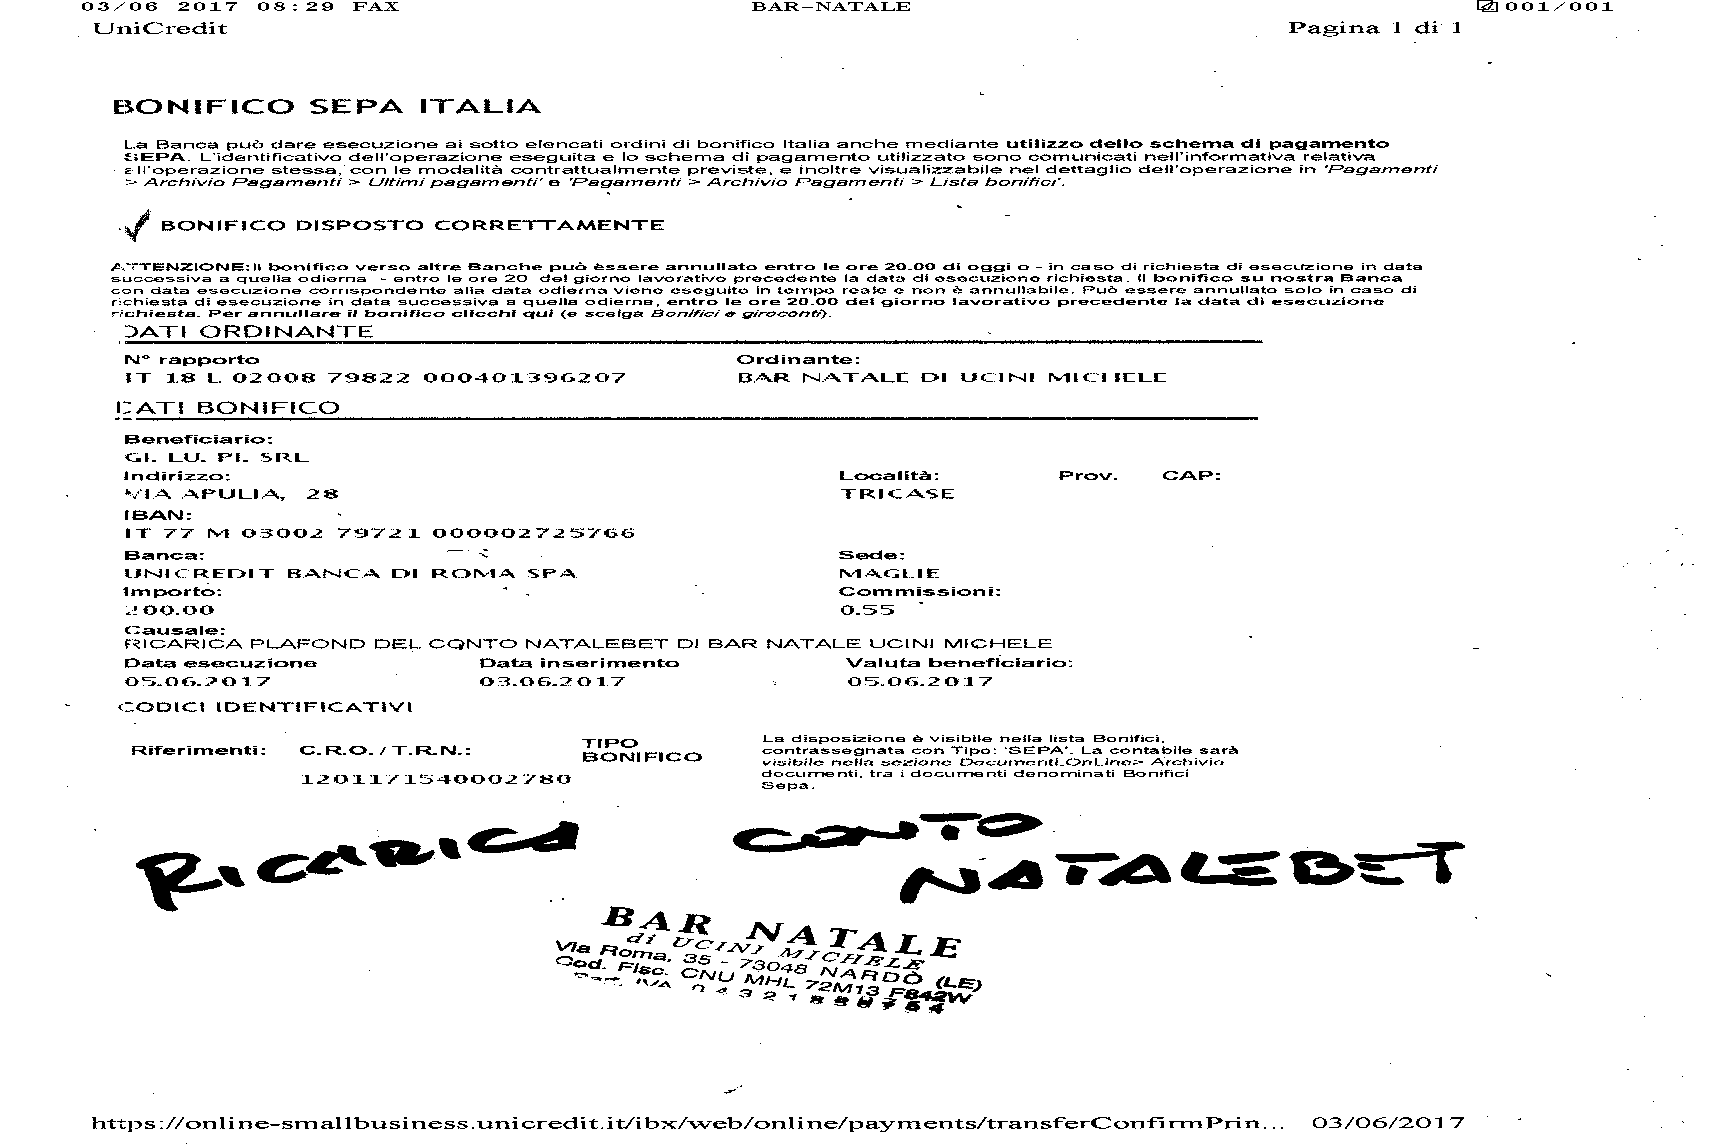 03/06 2017 08:29 FAX BAR-NATALE 001/001
UniCredit Pagina 1 di 1
BONIFICO SEPA ITALIA
La Banca può dare esecuzione ai sotto elencati ordini di bonifico Italia anche mediante utilizzo dello schema di pagamento
SEPA. L'identificativo dell'operazione eseguita e lo schema di pagamento utilizzato sono comunicati nell'informativa relativa
all'operazione stessa, con le modalità contrattualmente previste, e inoltre visualizzabile nel dettaglio dell'operazione in 'Pagamenti
> Archivio Pagamenti > Ultimi pagamenti' e 'Pagamenti > Archivio Pagamenti > Lista bonifici'.
BONIFICO DISPOSTO CORRETTAMENTE
ATTENZIONE: Il bonifico verso altre Banche può essere annullato entro le ore 20.00 di oggi o - in caso di richiesta di esecuzione in data
successiva a quella odierna - entro le ore 20 del giorno lavorativo precedente la data di esecuzione richiesta. Il bonifico su nostra Banca
con data esecuzione corrispondente alla data odierna viene eseguito in tempo reale e non è annullabile. Può essere annullato solo in caso di
richiesta di esecuzione in data successiva a quella odierna, entro le ore 20.00 del giorno lavorativo precedente la data di esecuzione
richiesta. Per annullare il bonifico clicchi qui (e scelga Bonifici e giroconti).
DATI ORDINANTE
N° rapporto Ordinante:
IT 18 L 02008 79822 000401396207 BAR NATALE DI UCINI MICHELE
DATI BONIFICO
Beneficiario:
GI. LU. PI. SRL
Indirizzo: Località: Prov. CAP:
VIA APULIA, 28 TRICASE
IBAN:
IT 77 M 03002 79721 000002725766
Banca: Sede:
UNICREDIT BANCA DI ROMA SPA MAGLIE
Importo: Commissioni:
200.00 0.55
Causale:
RICARICA PLAFOND DEL CONTO NATALEBET DI BAR NATALE UCINI MICHELE
Data esecuzione Data inserimento Valuta beneficiario:
05.06.2017 03.06.2017 05.06.2017
CODICI IDENTIFICATIVI
Riferimenti: C.R.O./T.R.N.: TIPO BONIFICO
1201171540002780
La disposizione è visibile nella lista Bonifici,
contrassegnata con Tipo: 'SEPA'. La contabile sarà
visibile nella sezione Documenti OnLine> Archivio
documenti, tra i documenti denominati Bonifici
Sepa.
RICARICA CONTO
NATALEBET
BAR NATALE
di UCINI MICHELE
Via Roma, 35 - 73048 NARDÒ (LE)
Cod. Fisc. CNU MHL 72M13 F842W
Part. IVA
https://online-smallbusiness.unicredit.it/ibx/web/online/payments/transferConfirmPrin... 03/06/2017